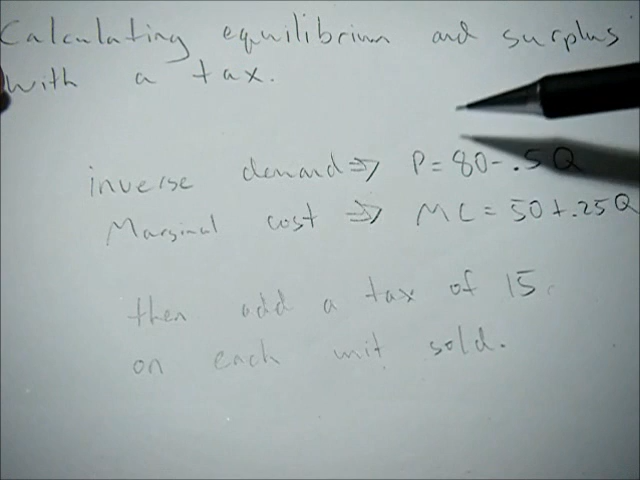 Calculating equilibrium and surplus
with a tax.
inverse demand ⇒ P = 80 - .5Q
Marginal cost ⇒ MC = 50 + .25Q
then add a tax of 15.
on each unit sold.